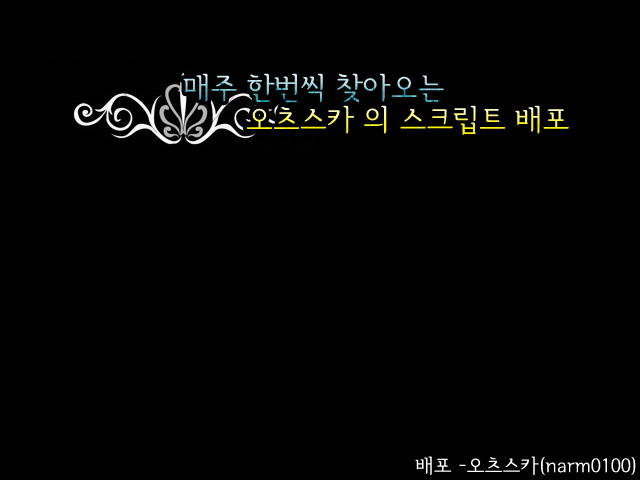 매주 한번씩 찾아오는
오츠스카 의 스크립트 배포
배포 -오츠스카(narm0100)